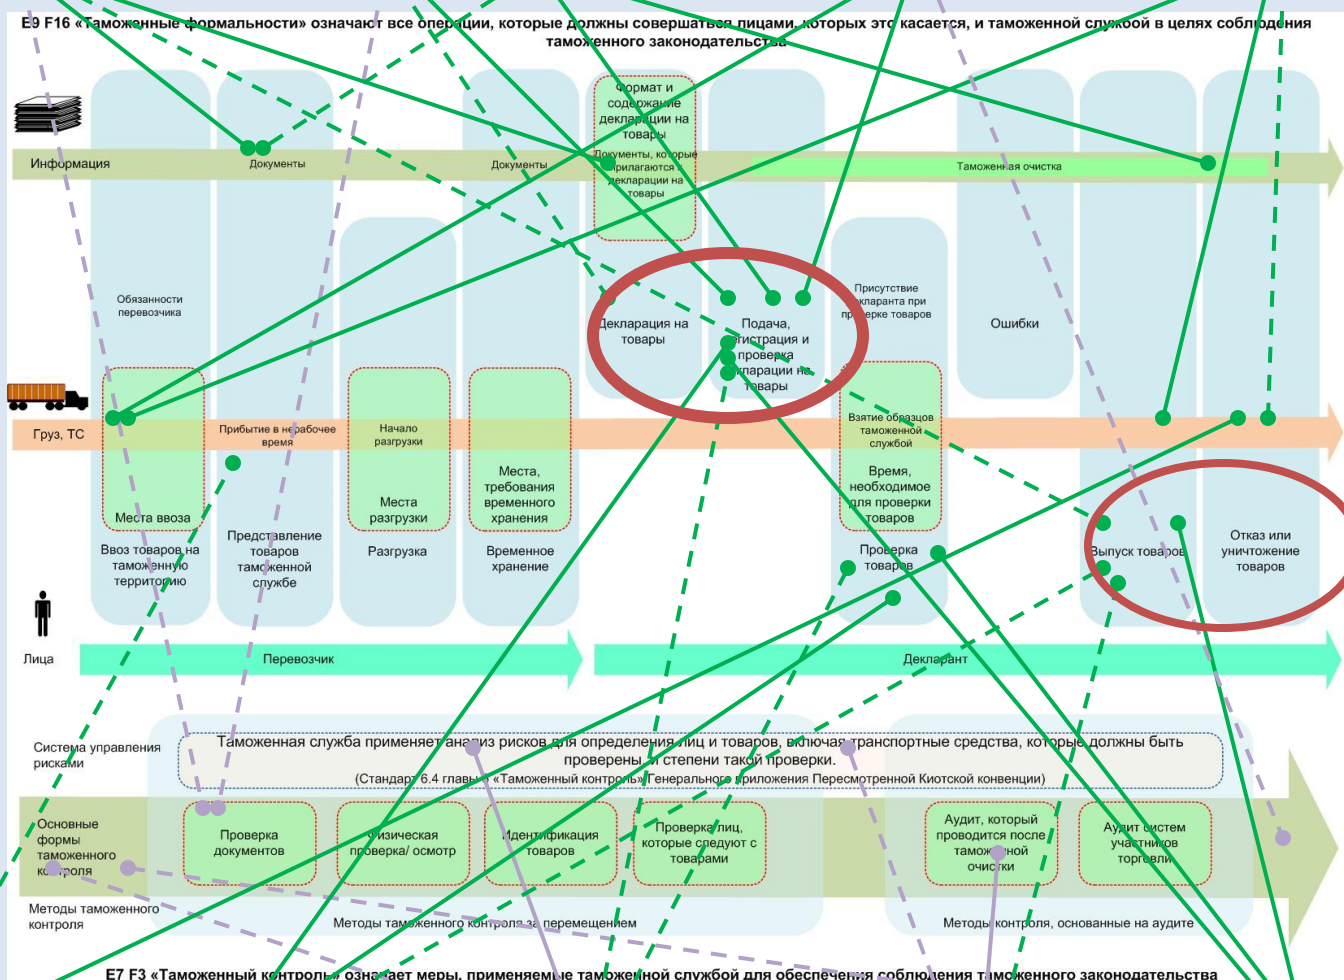 E9 F16 «Таможенные формальности» означают все операции, которые должны совершаться лицами, которых это касается, и таможенной службой в целях соблюдения
таможенного законодательства
Формат и
содержание
декларации на
товары
Информация
Документы
Документы
Документы, которые
прилагаются к
декларации на
товары
Таможенная очистка
Обязанности
перевозчика
Декларация на
товары
Подача,
регистрация и
проверка
декларации на
товары
Присутствие
декларанта при
проверке товаров
Ошибки
Груз, ТС
Прибытие в нерабочее
время
Начало
разгрузки
Взятие образцов
таможенной
службой
Места ввоза
Места
разгрузки
Места,
требования
временного
хранения
Время,
необходимое
для проверки
товаров
Ввоз товаров на
таможенную
территорию
Представление
товаров
таможенной
службе
Разгрузка
Временное
хранение
Проверка
товаров
Выпуск товаров
Отказ или
уничтожение
товаров
Лица
Перевозчик
Декларант
Система управления
рисками
Таможенная служба применяет анализ рисков для определения лиц и товаров, включая транспортные средства, которые должны быть
проверены, и степени такой проверки.
(Стандарт 6.4 главы 6 «Таможенный контроль» Генерального приложения Пересмотренной Киотской конвенции)
Основные
формы
таможенного
контроля
Проверка
документов
Физическая
проверка/ осмотр
Идентификация
товаров
Проверка лиц,
которые следуют с
товарами
Аудит, который
проводится после
таможенной
очистки
Аудит систем
участников
торговли
Методы таможенного
контроля
Методы таможенного контроля за перемещением
Методы контроля, основанные на аудите
E7 F3 «Таможенный контроль» означает меры, применяемые таможенной службой для обеспечения соблюдения таможенного законодательства